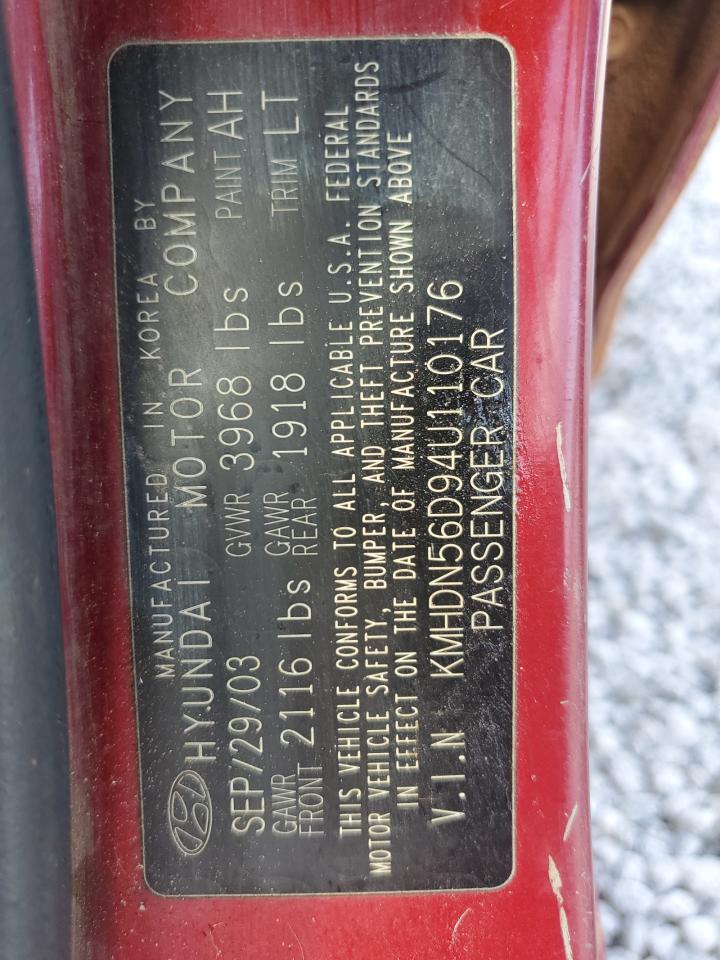 MANUFACTURED IN KOREA BY
HYUNDAI MOTOR COMPANY
SEP/29/03 GVWR 3968 lbs PAINT AH
GAWR FRONT 2116 lbs GAWR REAR 1918 lbs TRIM LT
THIS VEHICLE CONFORMS TO ALL APPLICABLE U.S.A. FEDERAL
MOTOR VEHICLE SAFETY, BUMPER, AND THEFT PREVENTION STANDARDS
IN EFFECT ON THE DATE OF MANUFACTURE SHOWN ABOVE
V.I.N KMHDN56D94U110176
PASSENGER CAR